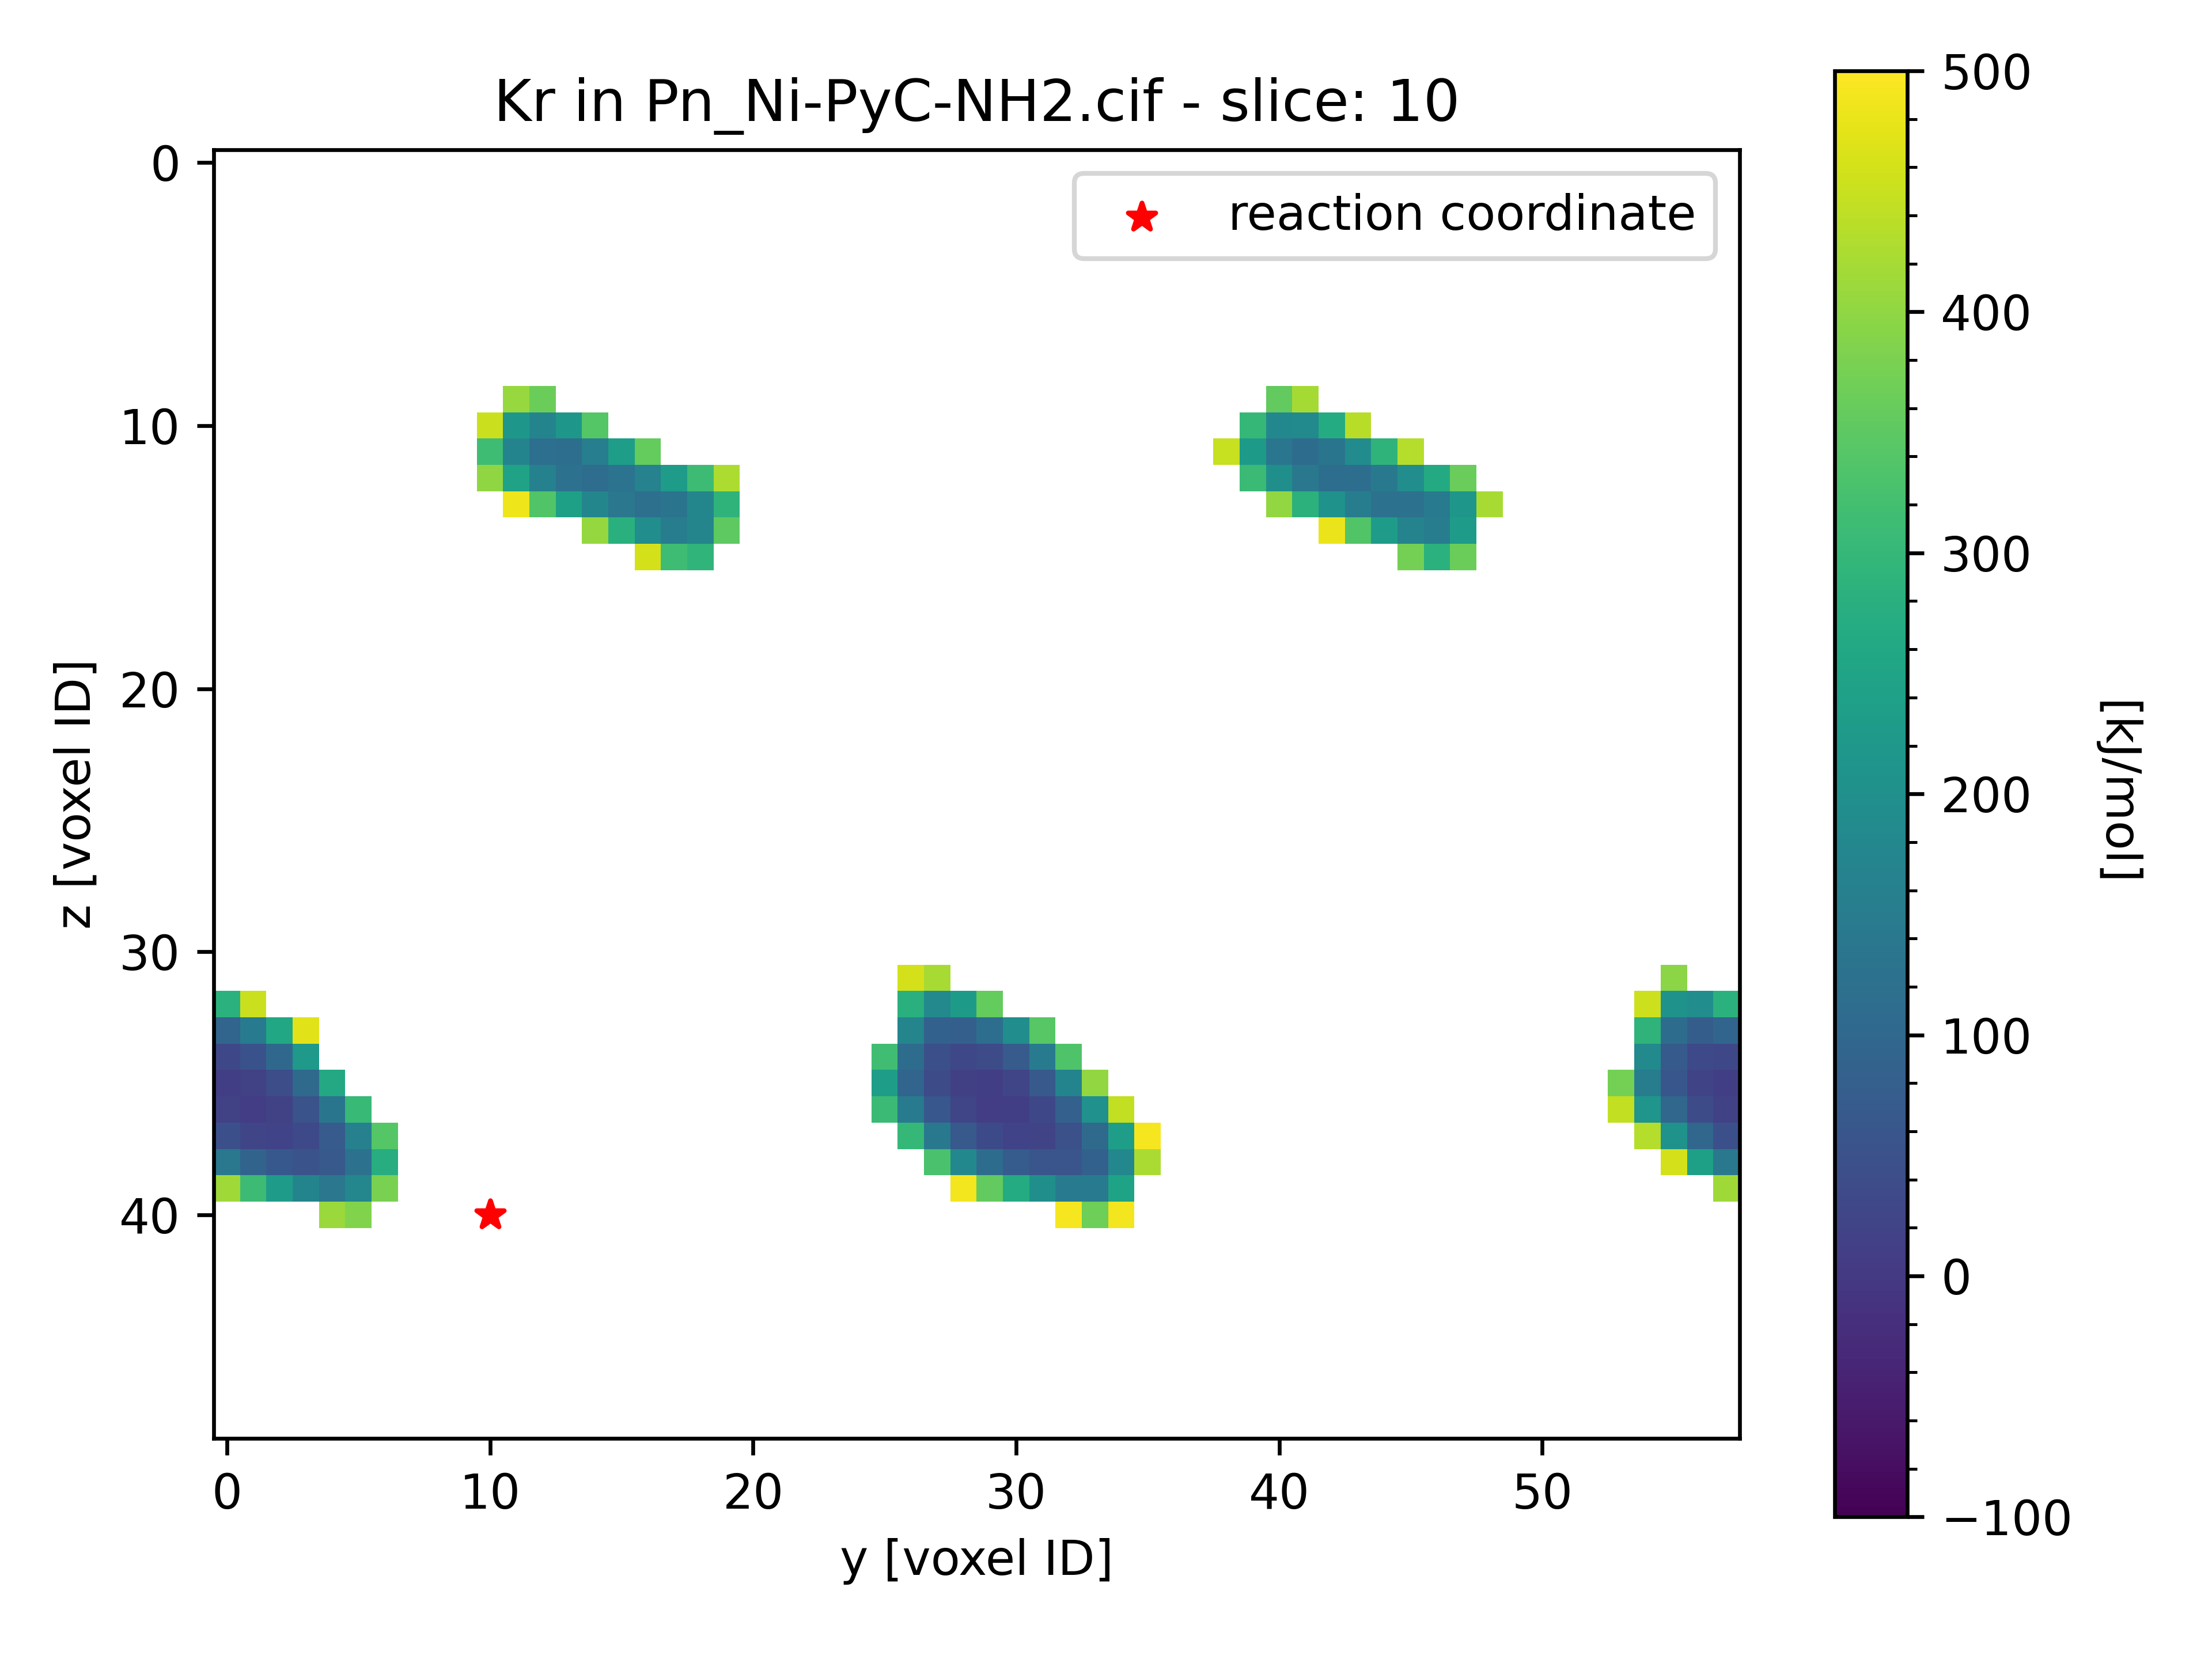 Kr in Pn_Ni-PyC-NH2.cif - slice: 10
reaction coordinate
0
10
20
30
40
z [voxel ID]
0 10 20 30 40 50
y [voxel ID]
500
400
300
200
100
0
−100
[kJ/mol]